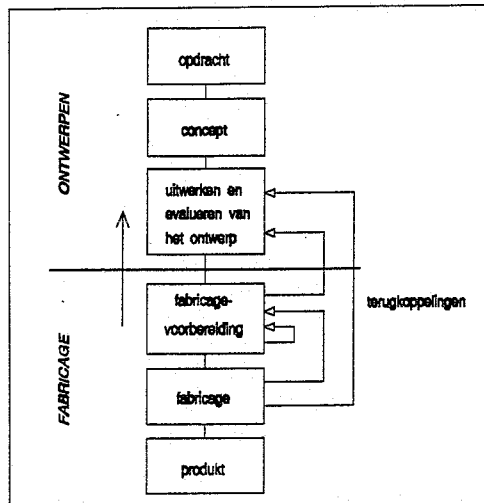 ONTWERPEN
opdracht
concept
uitwerken en
evalueren van
het ontwerp
FABRICAGE
fabricage-
voorbereiding
terugkoppelingen
fabricage
produkt